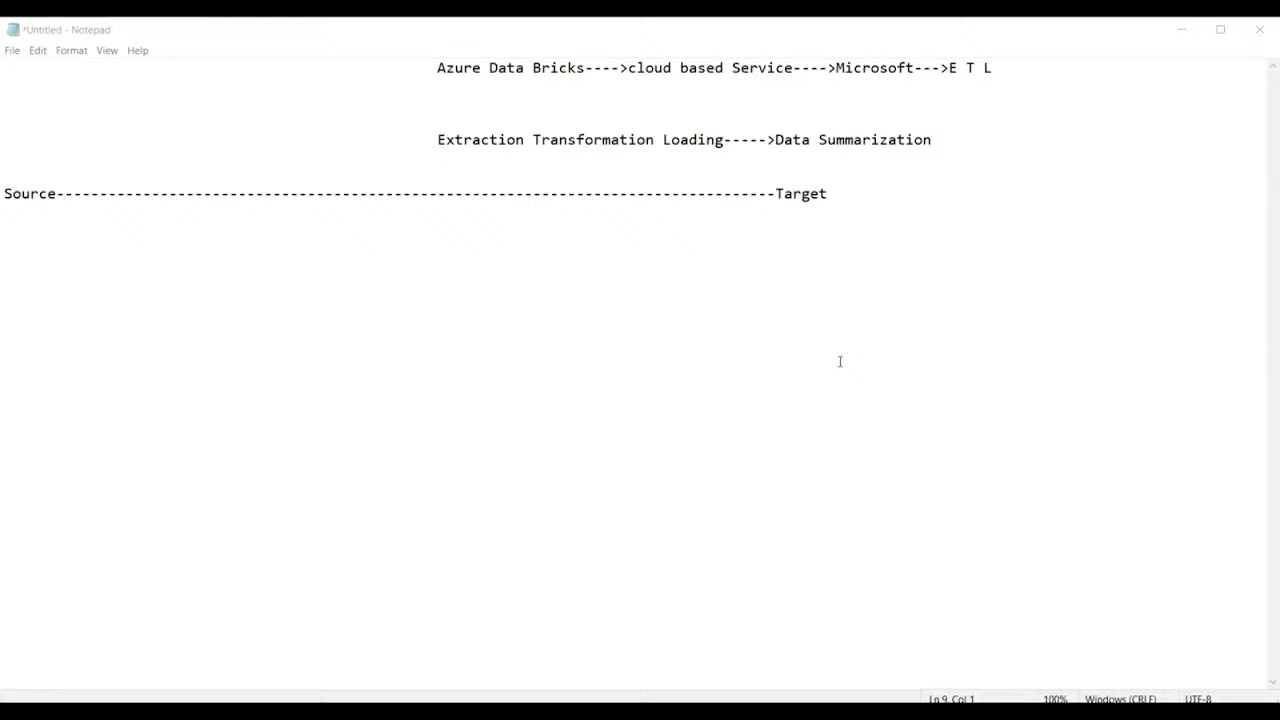 *Untitled - Notepad
File Edit Format View Help
Azure Data Bricks---->cloud based Service---->Microsoft--->E T L
Extraction Transformation Loading----->Data Summarization
Source-----------------------------------------------------------------------------------Target
Ln 9, Col 1 100% Windows (CRLF) UTF-8